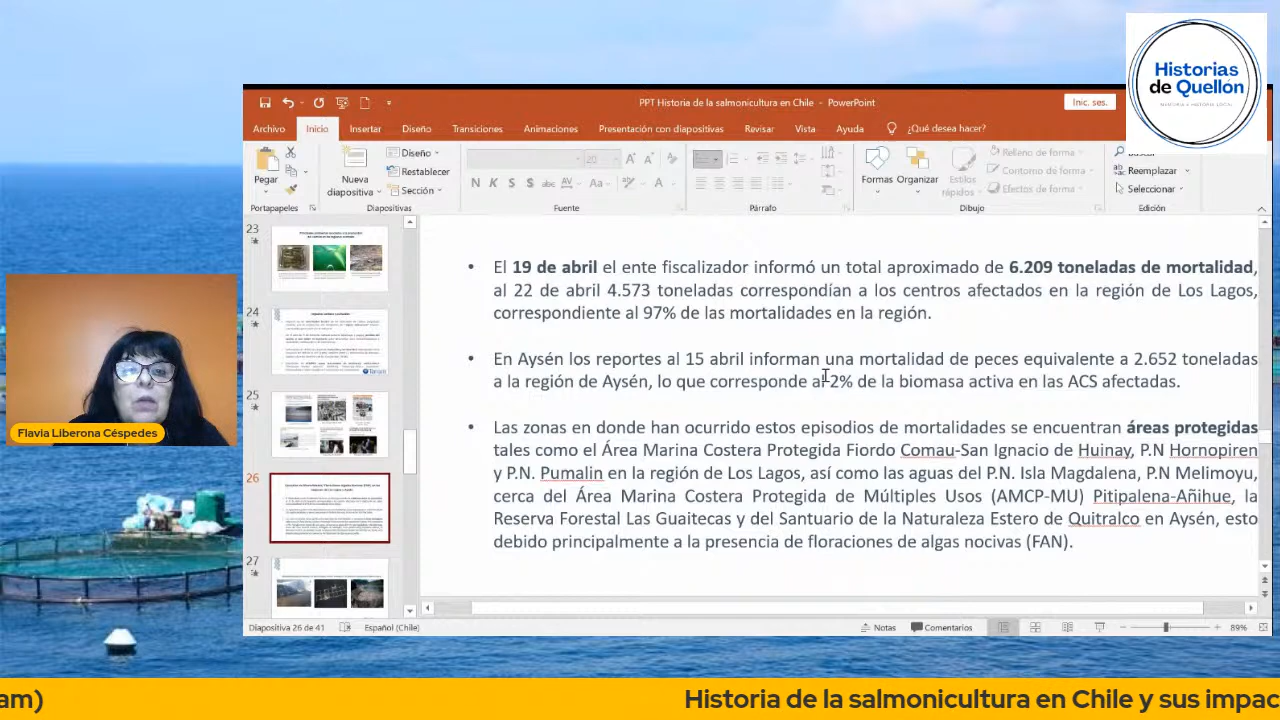 Historias
de Quellón
PPT Historia de la salmonicultura en Chile - PowerPoint
Inic. ses.
Archivo Inicio Insertar Diseño Transiciones Animaciones Presentación con diapositivas Revisar Vista Ayuda ¿Qué desea hacer?
Pegar
Nueva
diapositiva
Diseño
Restablecer
Sección
20
N K S S abc AV Aa A
Formas Organizar Estilos
rápidos
Relleno de forma
Contorno de forma
Efectos de forma
Reemplazar
Seleccionar
Portapapeles Diapositivas Fuente Párrafo Dibujo Edición
23
24
25
26
27
El 19 de abril el ente fiscalizador informó un total aproximado de 6.209 toneladas de mortalidad,
al 22 de abril 4.573 toneladas correspondían a los centros afectados en la región de Los Lagos,
correspondiente al 97% de las mortalidades en la región.
En Aysén los reportes al 15 abril mostran una mortalidad de peces equivalente a 2.652 toneladas
a la región de Aysén, lo que corresponde al 2% de la biomasa activa en las ACS afectadas.
Las zonas en donde han ocurrido estos episodios de mortalidades se encuentran áreas protegidas
tales como el Área Marina Costera Protegida Fiordo Comau-San Ignacio de Huinay, P.N Hornopiren
y P.N. Pumalin en la región de Los Lagos así como las aguas del P.N. Isla Magdalena, P.N Melimoyu,
cerca del Área Marina Costera Protegida de Múltiples Usos (AMCP-MU) Pitipalena-Añihue, la
Reserva Forestal Las Guaitecas y el Santuario de la Naturaleza Estero de Quitralco en Aysén, esto
debido principalmente a la presencia de floraciones de algas nocivas (FAN).
Flavia Liberona Céspedes
Diapositiva 26 de 41 Español (Chile) Notas Comentarios 89%
am) Historia de la salmonicultura en Chile y sus impac